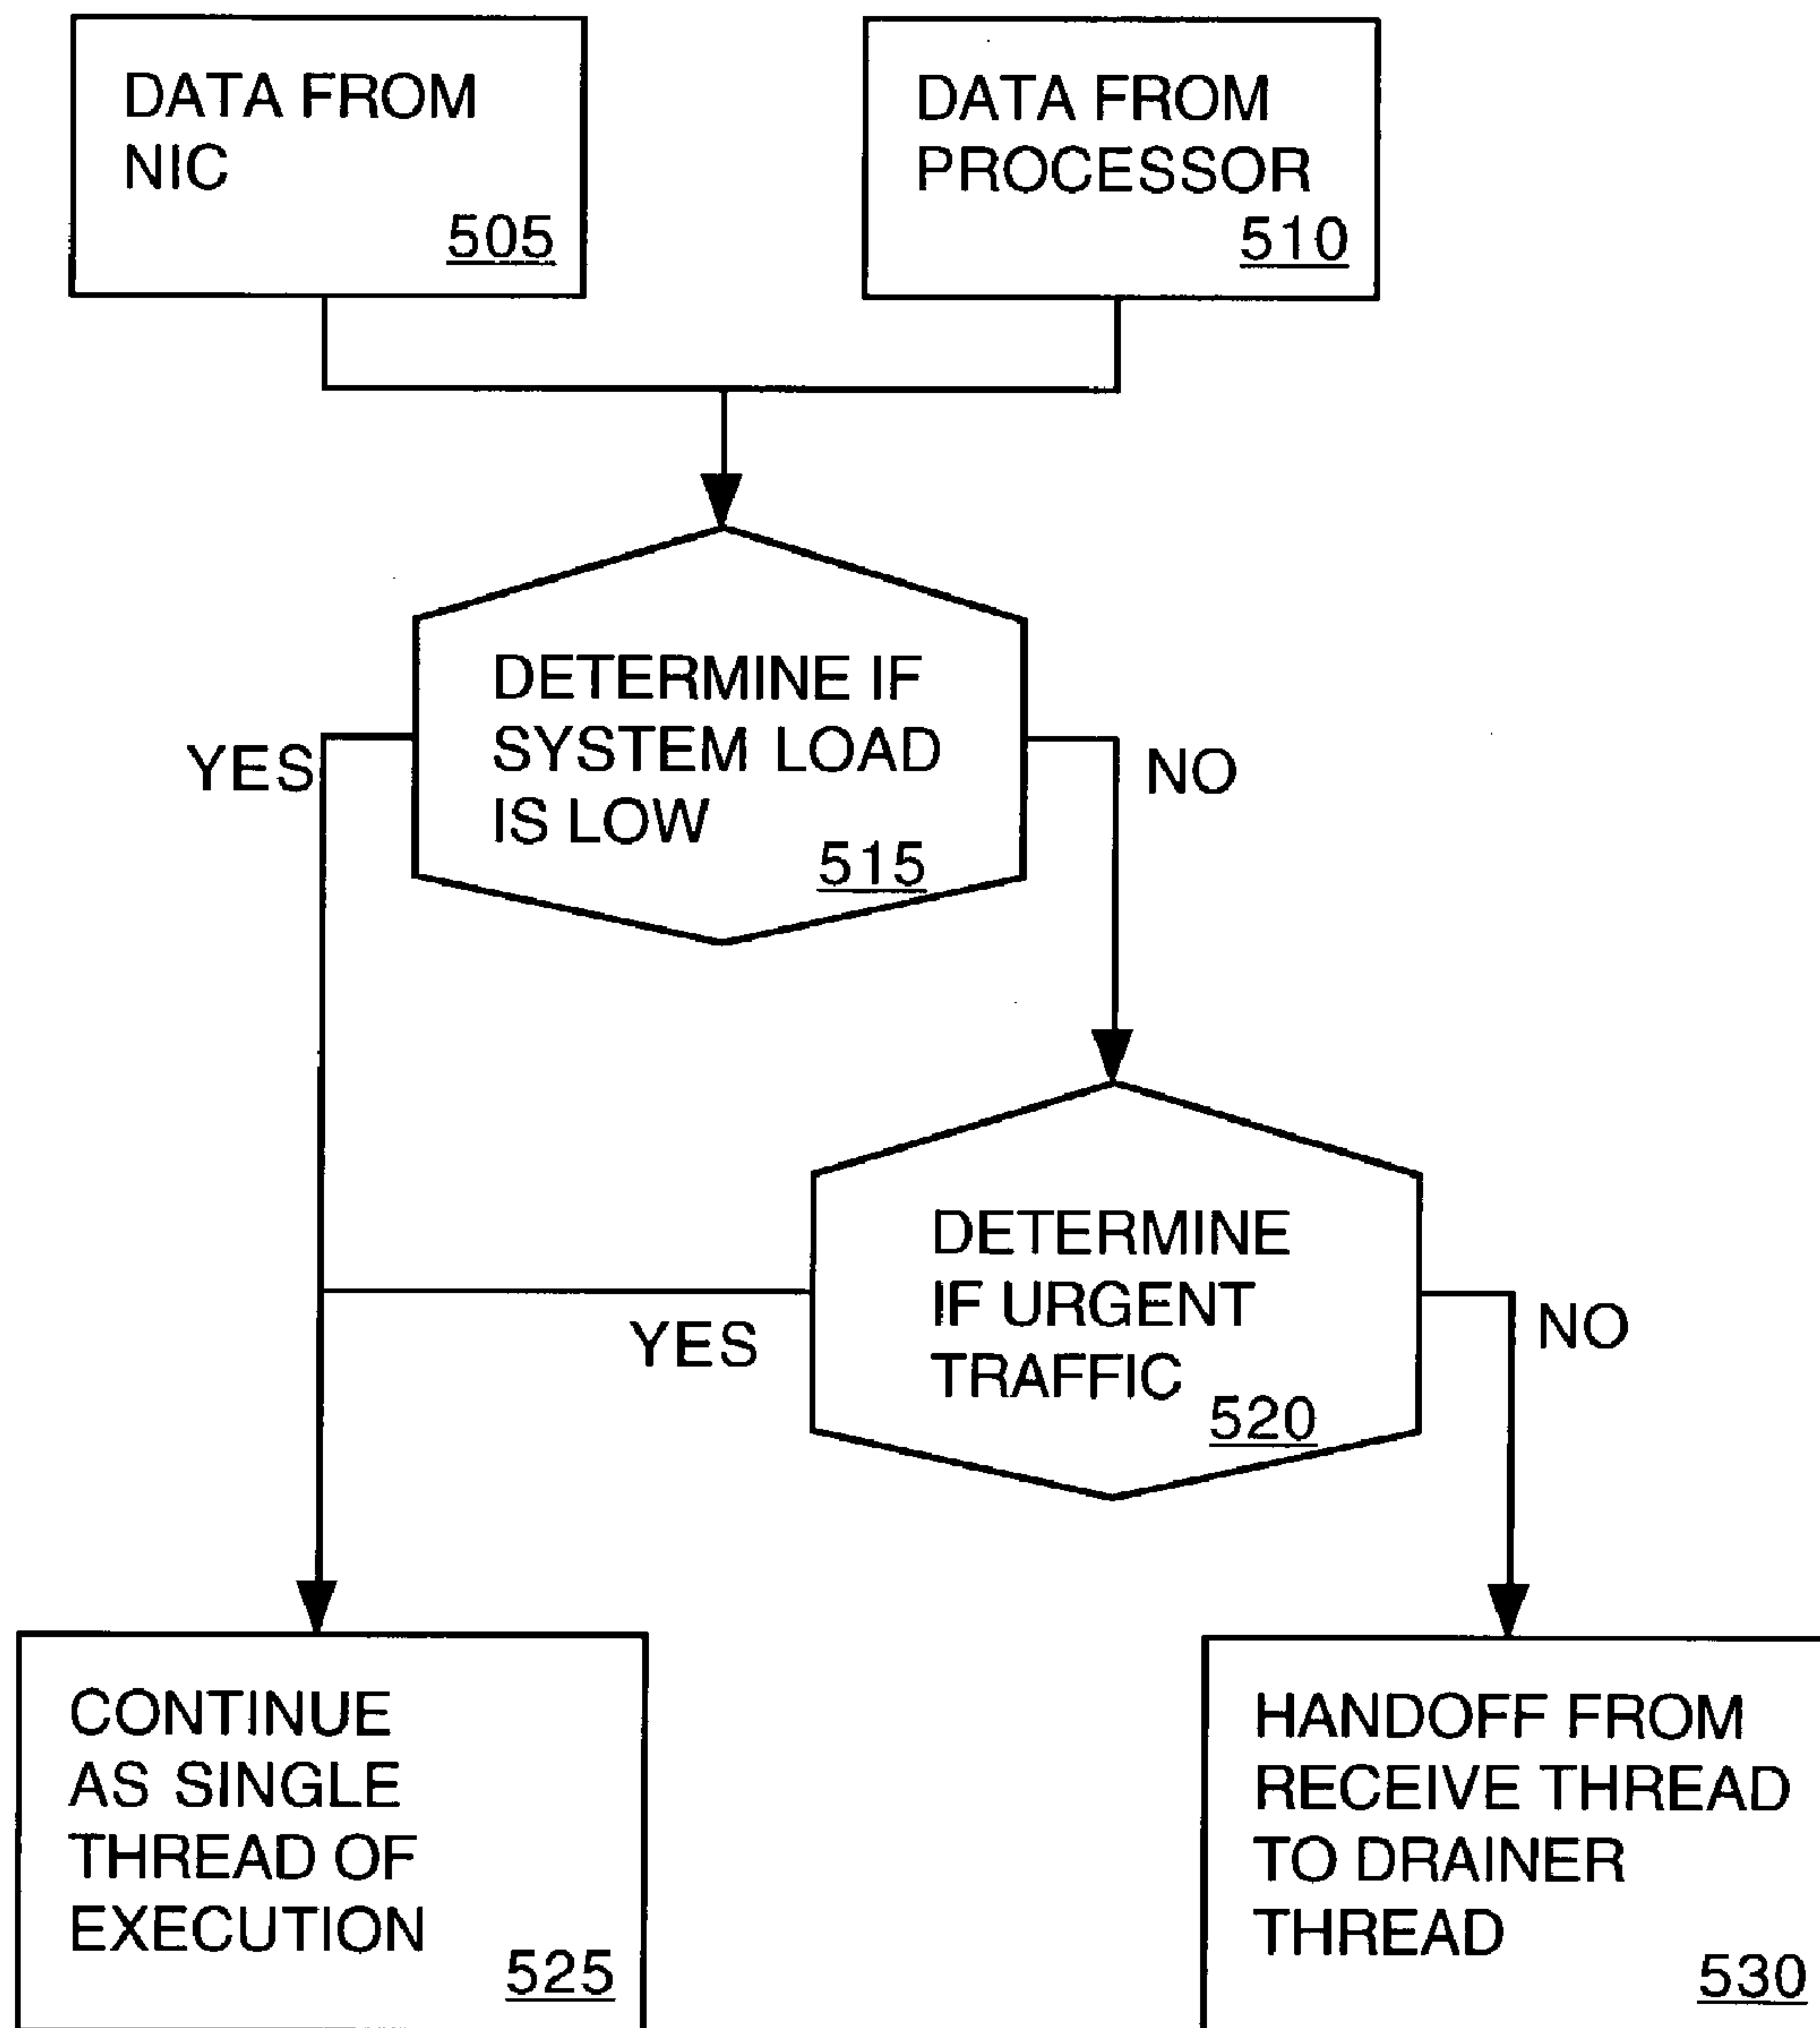 DATA FROM
NIC
505
DATA FROM
PROCESSOR
510
DETERMINE IF
SYSTEM LOAD
IS LOW
515
YES
NO
DETERMINE
IF URGENT
TRAFFIC
520
YES
NO
CONTINUE
AS SINGLE
THREAD OF
EXECUTION
525
HANDOFF FROM
RECEIVE THREAD
TO DRAINER
THREAD
530